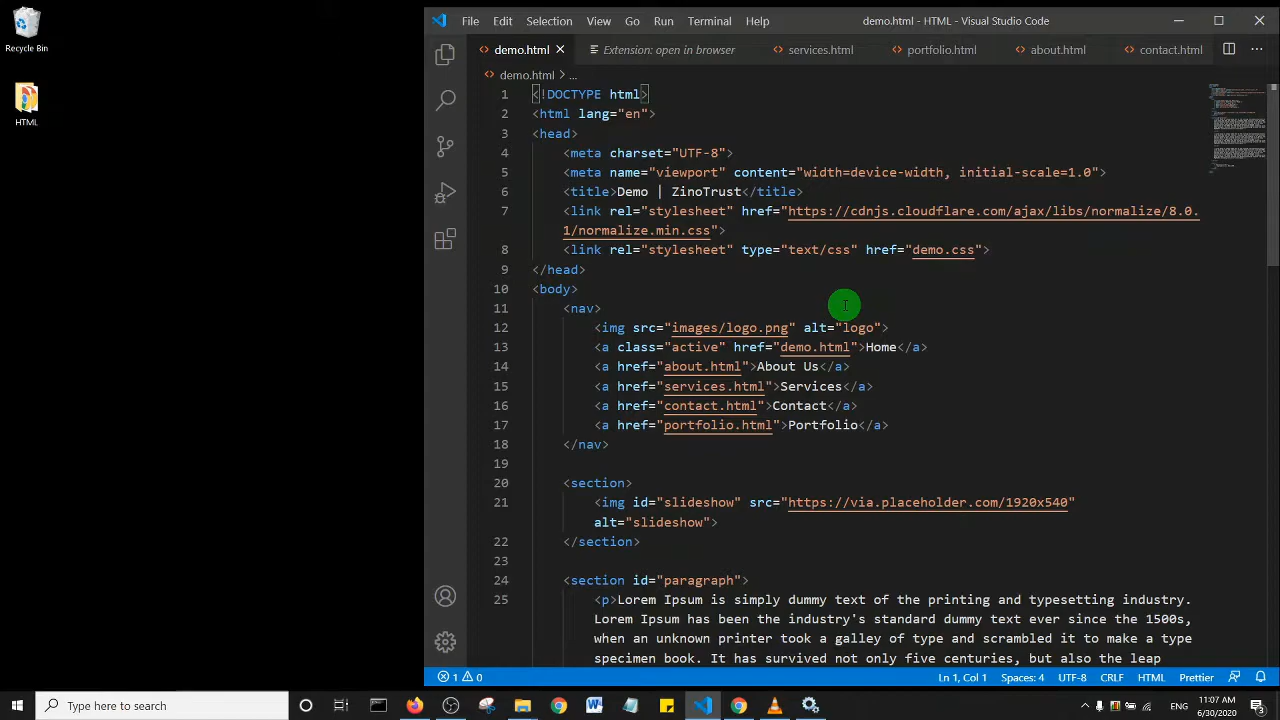 Recycle Bin
HTML
File Edit Selection View Go Run Terminal Help
demo.html - HTML - Visual Studio Code
demo.html
Extension: open in browser
services.html
portfolio.html
about.html
contact.html
demo.html > ...
1 <!DOCTYPE html>
2 <html lang="en">
3 <head>
4 <meta charset="UTF-8">
5 <meta name="viewport" content="width=device-width, initial-scale=1.0">
6 <title>Demo | ZinoTrust</title>
7 <link rel="stylesheet" href="https://cdnjs.cloudflare.com/ajax/libs/normalize/8.0.
1/normalize.min.css">
8 <link rel="stylesheet" type="text/css" href="demo.css">
9 </head>
10 <body>
11 <nav>
12 <img src="images/logo.png" alt="logo">
13 <a class="active" href="demo.html">Home</a>
14 <a href="about.html">About Us</a>
15 <a href="services.html">Services</a>
16 <a href="contact.html">Contact</a>
17 <a href="portfolio.html">Portfolio</a>
18 </nav>
19
20 <section>
21 <img id="slideshow" src="https://via.placeholder.com/1920x540"
alt="slideshow">
22 </section>
23
24 <section id="paragraph">
25 <p>Lorem Ipsum is simply dummy text of the printing and typesetting industry.
Lorem Ipsum has been the industry's standard dummy text ever since the 1500s,
when an unknown printer took a galley of type and scrambled it to make a type
specimen book. It has survived not only five centuries, but also the leap
1 0
Ln 1, Col 1 Spaces: 4 UTF-8 CRLF HTML Prettier
Type here to search
ENG
11:07 AM
6/30/2020